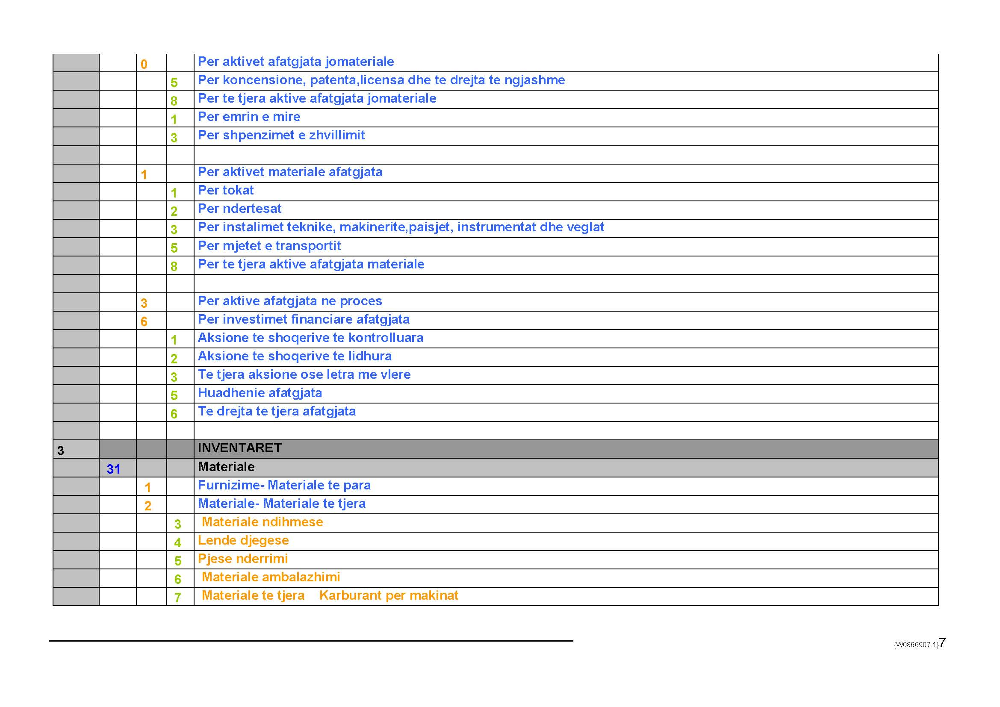 0 Per aktivet afatgjata jomateriale
5 Per koncensione, patenta,licensa dhe te drejta te ngjashme
8 Per te tjera aktive afatgjata jomateriale
1 Per emrin e mire
3 Per shpenzimet e zhvillimit
1 Per aktivet materiale afatgjata
1 Per tokat
2 Per ndertesat
3 Per instalimet teknike, makinerite,paisjet, instrumentat dhe veglat
5 Per mjetet e transportit
8 Per te tjera aktive afatgjata materiale
3 Per aktive afatgjata ne proces
6 Per investimet financiare afatgjata
1 Aksione te shoqerive te kontrolluara
2 Aksione te shoqerive te lidhura
3 Te tjera aksione ose letra me vlere
5 Huadhenie afatgjata
6 Te drejta te tjera afatgjata
3 INVENTARET
31 Materiale
1 Furnizime- Materiale te para
2 Materiale- Materiale te tjera
3 Materiale ndihmese
4 Lende djegese
5 Pjese nderrimi
6 Materiale ambalazhimi
7 Materiale te tjera Karburant per makinat
{W0866907.1}7